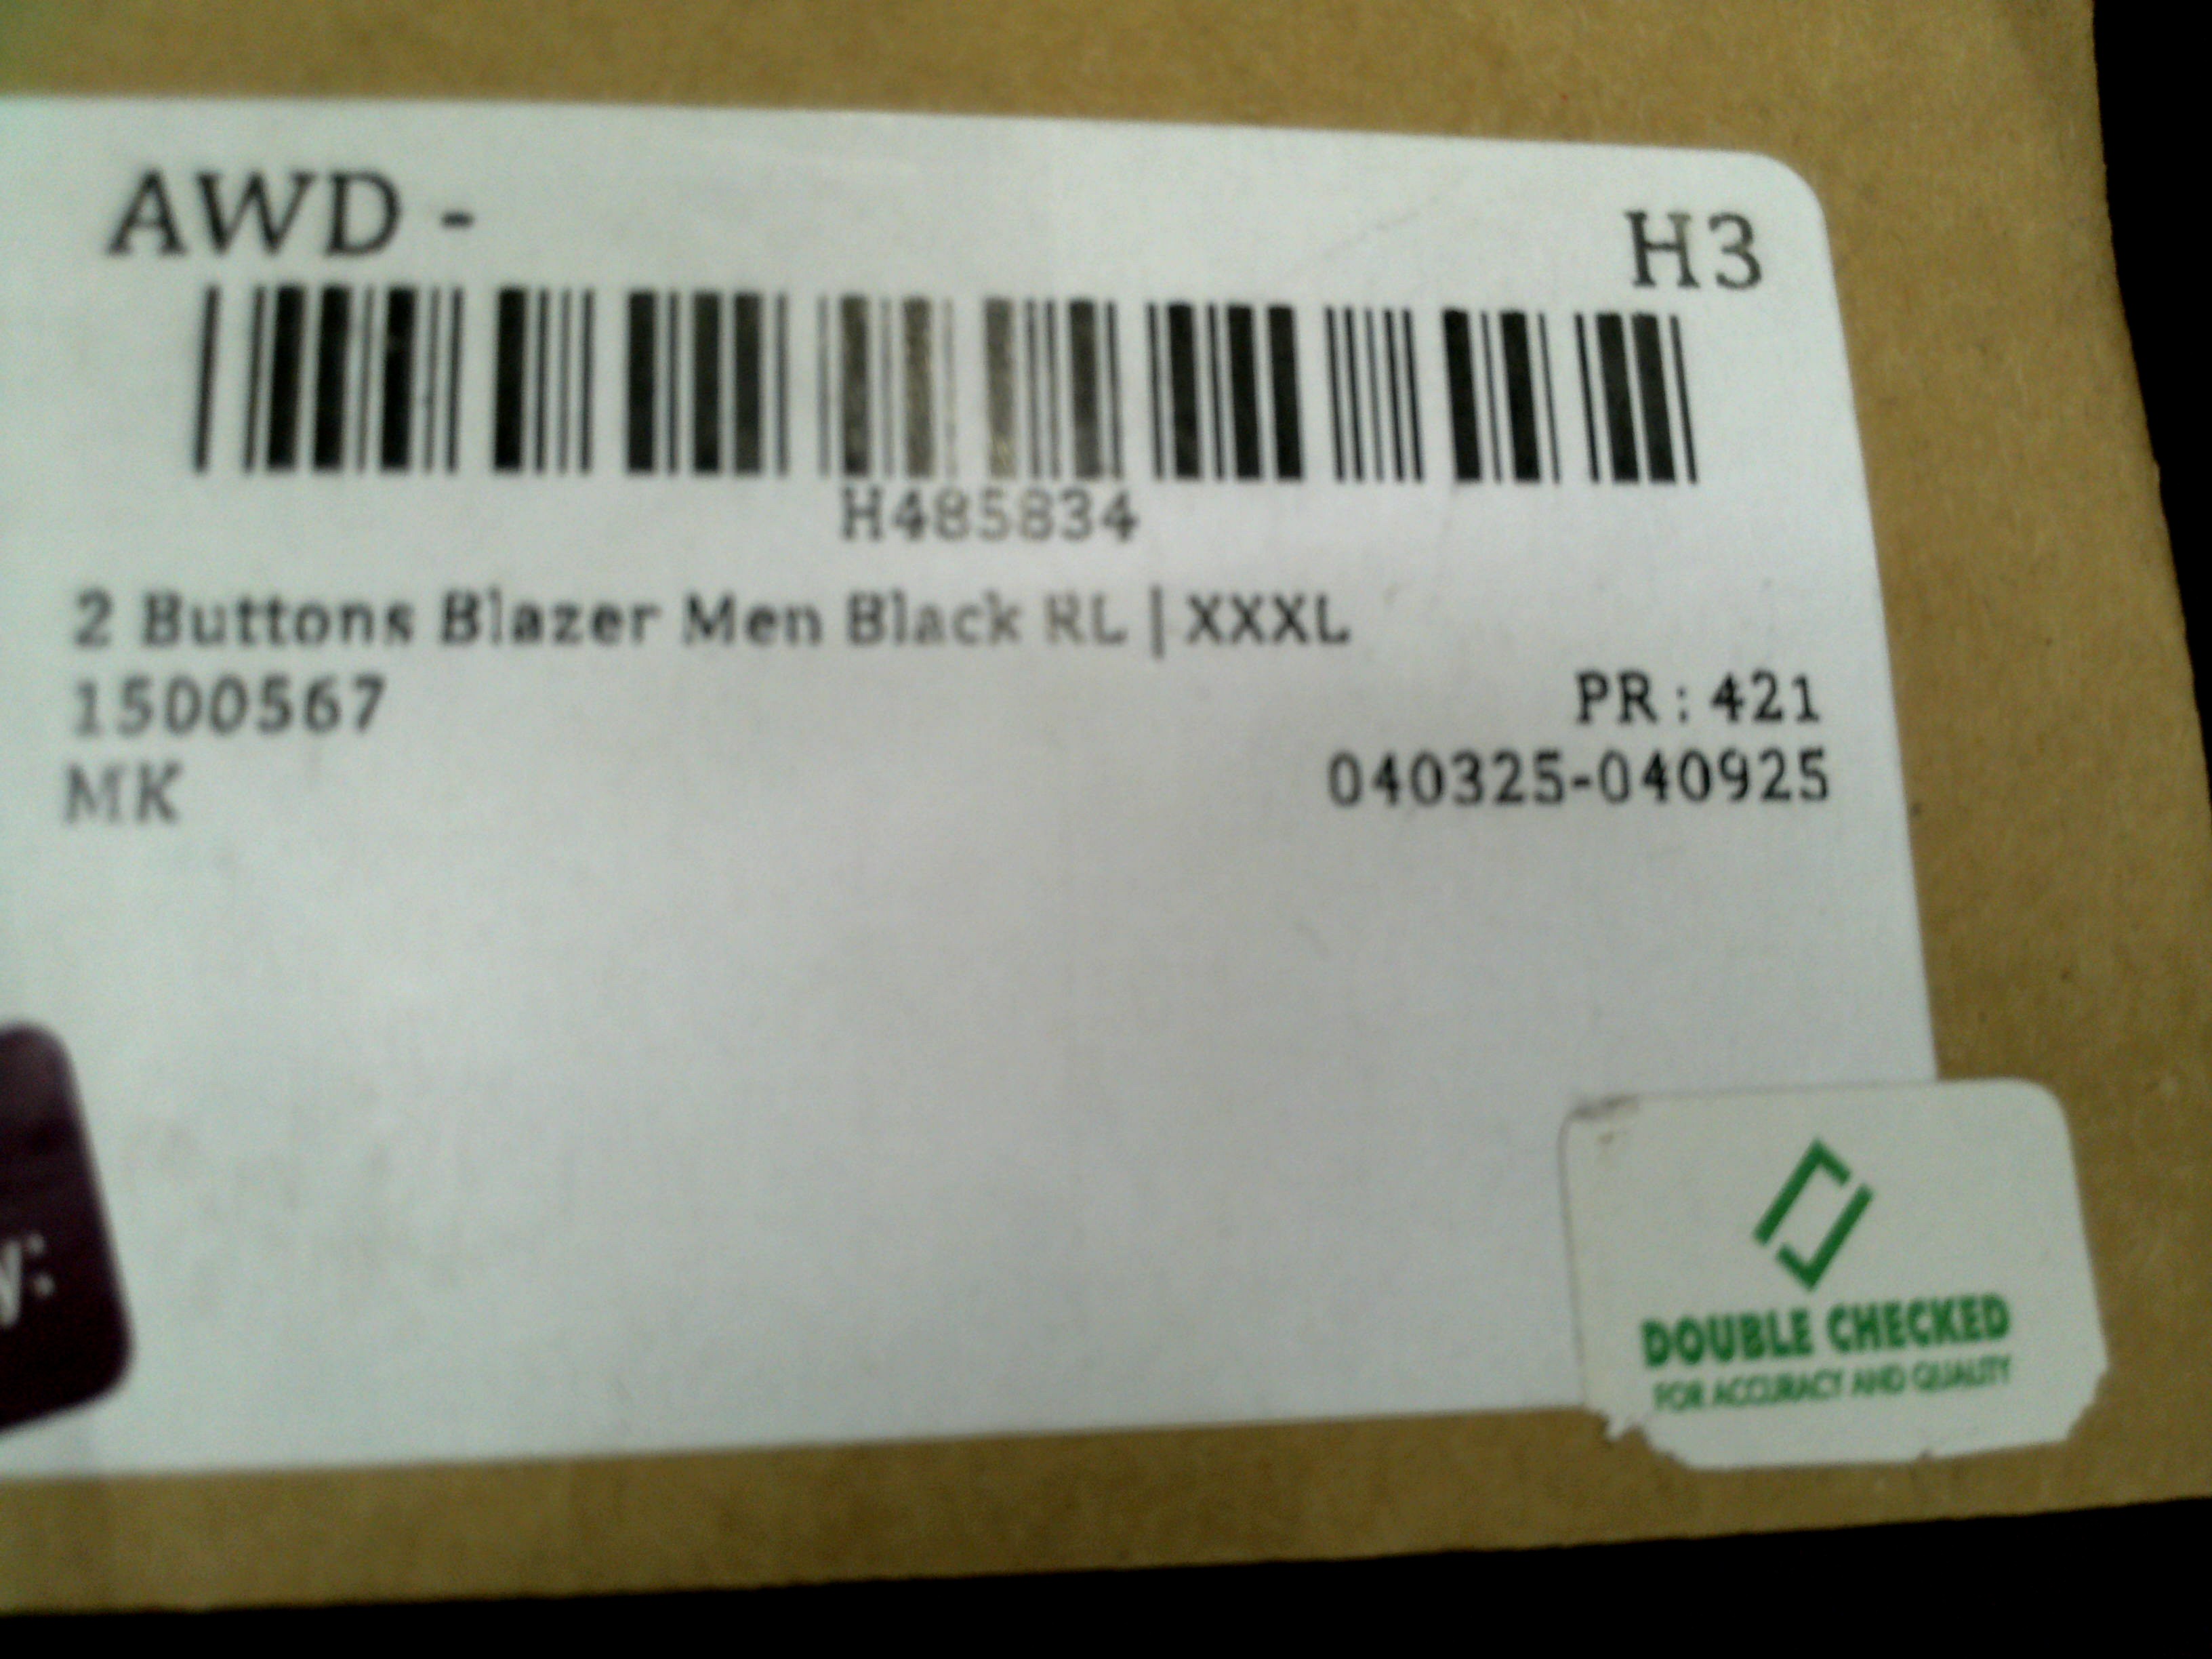 AWD -
H3
H485834
2 Buttons Blazer Men Black RL | XXXL
1500567
PR : 421
MK
040325-040925
y:
DOUBLE CHECKED
FOR ACCURACY AND QUALITY